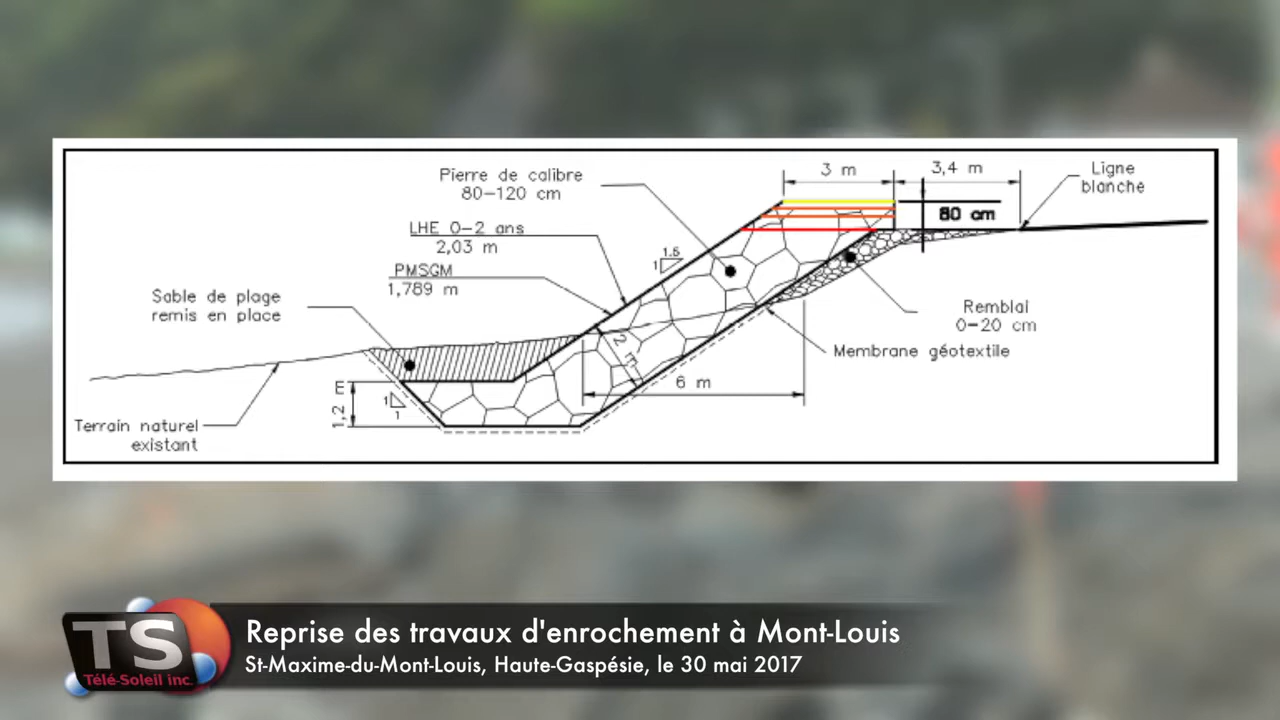 3 m
3,4 m
Ligne
blanche
Pierre de calibre
80-120 cm
80 cm
LHE 0-2 ans
2,03 m
1.5
1
PMSGM
1,789 m
Sable de plage
remis en place
Remblai
0-20 cm
2 m
Membrane géotextile
6 m
E
1,2
1
1
Terrain naturel
existant
TS
Télé-Soleil inc.
Reprise des travaux d'enrochement à Mont-Louis
St-Maxime-du-Mont-Louis, Haute-Gaspésie, le 30 mai 2017